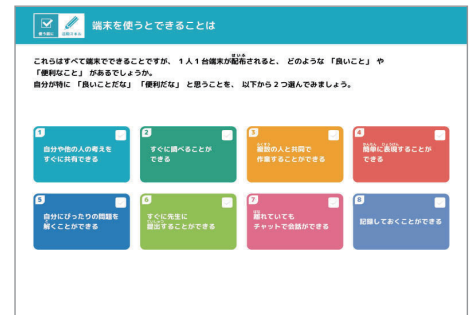 端末を使うとできることは
これらはすべて端末でできることですが、1人1台端末が配布されると、どのような「良いこと」や
「便利なこと」があるでしょうか。
自分が特に「良いことだな」「便利だな」と思うことを、以下から2つ選んでみましょう。
1
自分や他の人の考えを
すぐに共有できる
2
すぐに調べることが
できる
3
複数の人と共同で
作業することができる
4
簡単に表現することが
できる
5
自分にぴったりの問題を
解くことができる
6
すぐに先生に
提出することができる
7
離れていても
チャットで会話ができる
8
記録しておくことができる